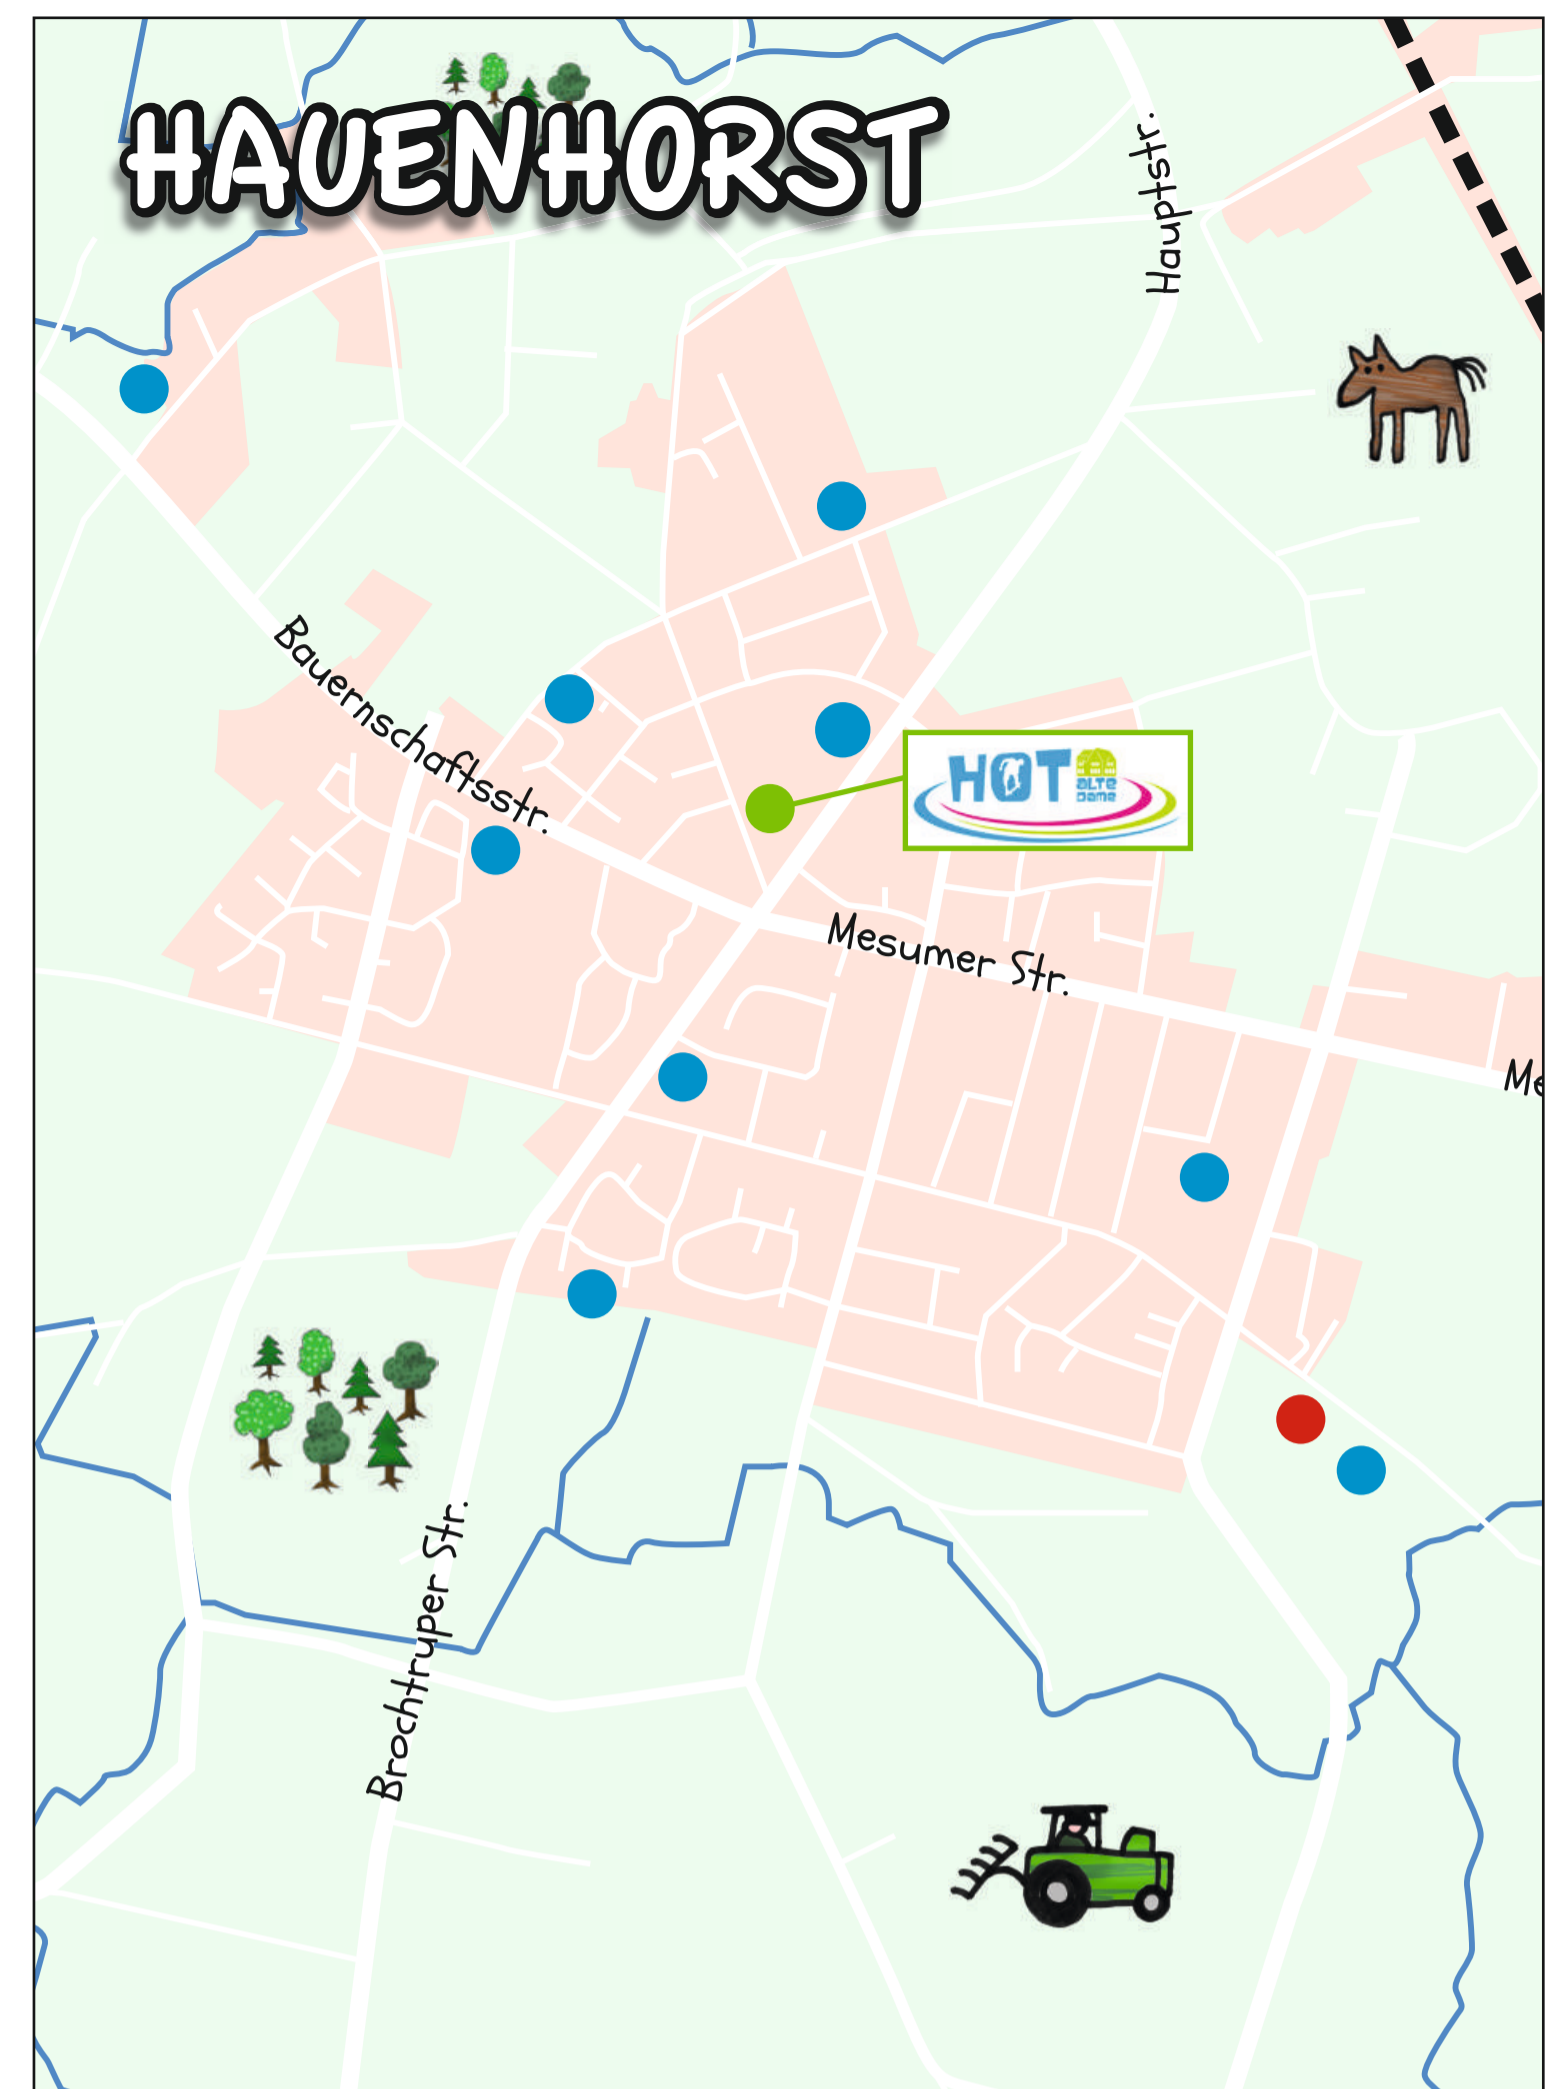 HAUENHORST
Hauptstr.
Bauernschaftsstr.
HOT
ALTE
DAME
Mesumer Str.
Me
Brochtruper Str.